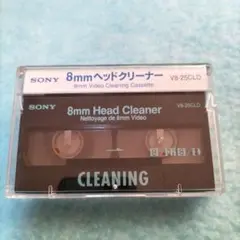 SONY 8mmヘッドクリーナー V8-25CLD
8mm Video Cleaning Cassette
SONY 8mm Head Cleaner V8-25CLD
Nettoyage de 8mm Video
CLEANING